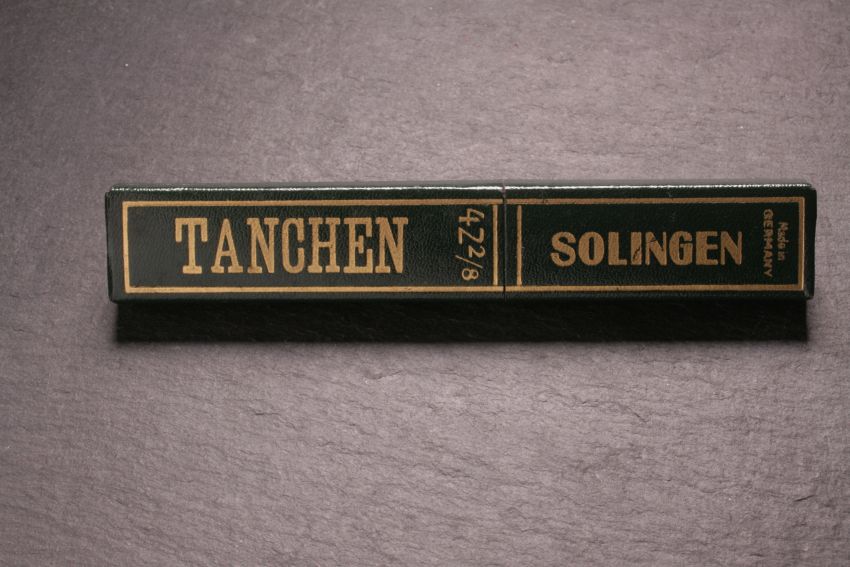 TANCHEN
42 2/8
SOLINGEN
Made in
GERMANY